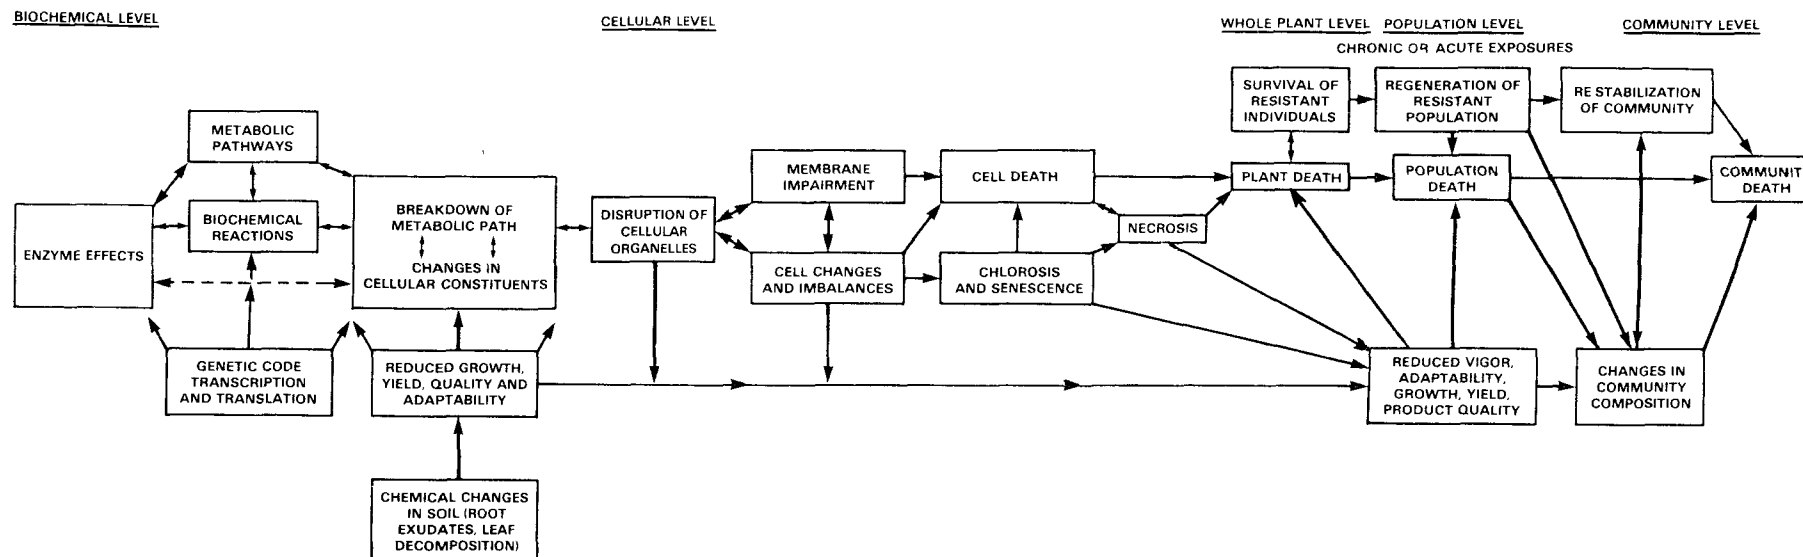 BIOCHEMICAL LEVEL
CELLULAR LEVEL
WHOLE PLANT LEVEL
POPULATION LEVEL
COMMUNITY LEVEL
CHRONIC OR ACUTE EXPOSURES
METABOLIC
PATHWAYS
ENZYME EFFECTS
BIOCHEMICAL
REACTIONS
GENETIC CODE
TRANSCRIPTION
AND TRANSLATION
BREAKDOWN OF
METABOLIC PATH
CHANGES IN
CELLULAR CONSTITUENTS
REDUCED GROWTH,
YIELD, QUALITY AND
ADAPTABILITY
CHEMICAL CHANGES
IN SOIL (ROOT
EXUDATES, LEAF
DECOMPOSITION)
DISRUPTION OF
CELLULAR
ORGANELLES
MEMBRANE
IMPAIRMENT
CELL CHANGES
AND IMBALANCES
CELL DEATH
CHLOROSIS
AND SENESCENCE
NECROSIS
SURVIVAL OF
RESISTANT
INDIVIDUALS
PLANT DEATH
REGENERATION OF
RESISTANT
POPULATION
POPULATION
DEATH
REDUCED VIGOR,
ADAPTABILITY,
GROWTH, YIELD,
PRODUCT QUALITY
RE STABILIZATION
OF COMMUNITY
CHANGES IN
COMMUNITY
COMPOSITION
COMMUNIT
DEATH